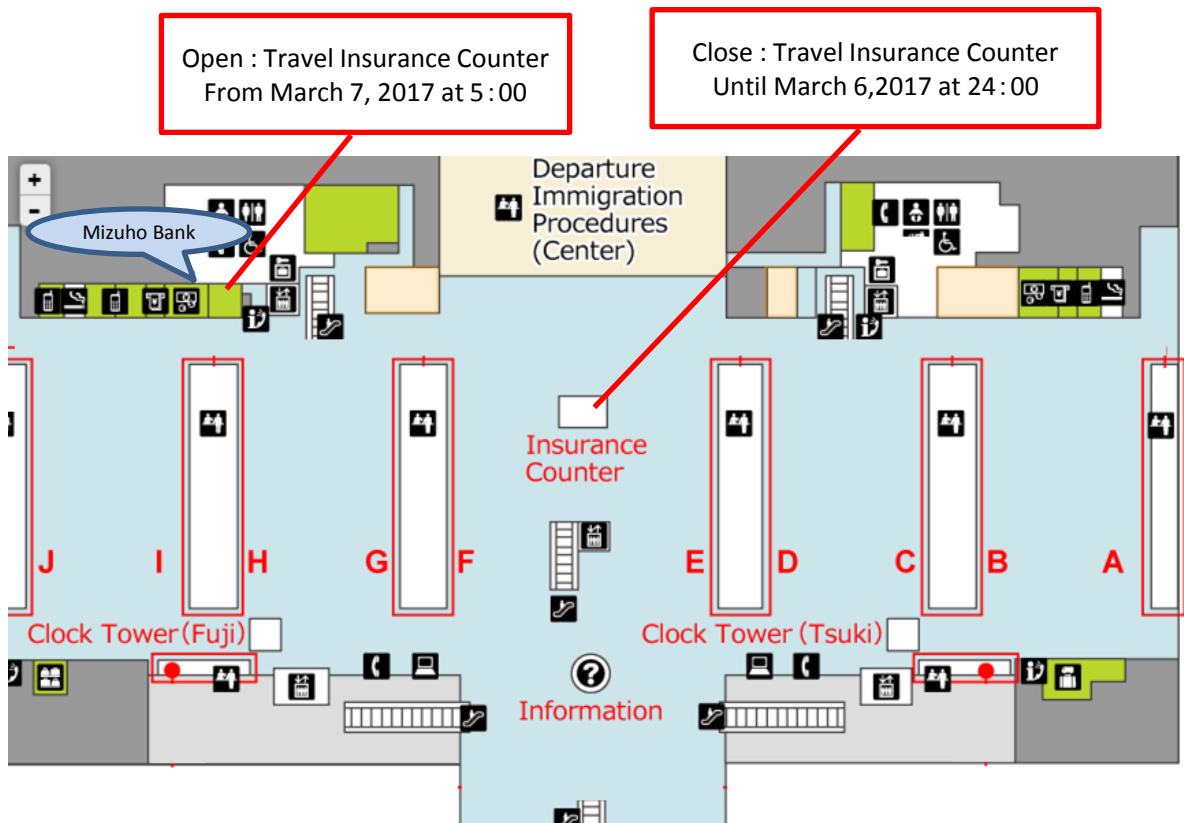 Open : Travel Insurance Counter
From March 7, 2017 at 5:00
Close : Travel Insurance Counter
Until March 6,2017 at 24:00
+
-
Mizuho Bank
Departure
Immigration
Procedures
(Center)
Insurance
Counter
J I H G F E D C B A
Clock Tower(Fuji)
Clock Tower (Tsuki)
?
Information